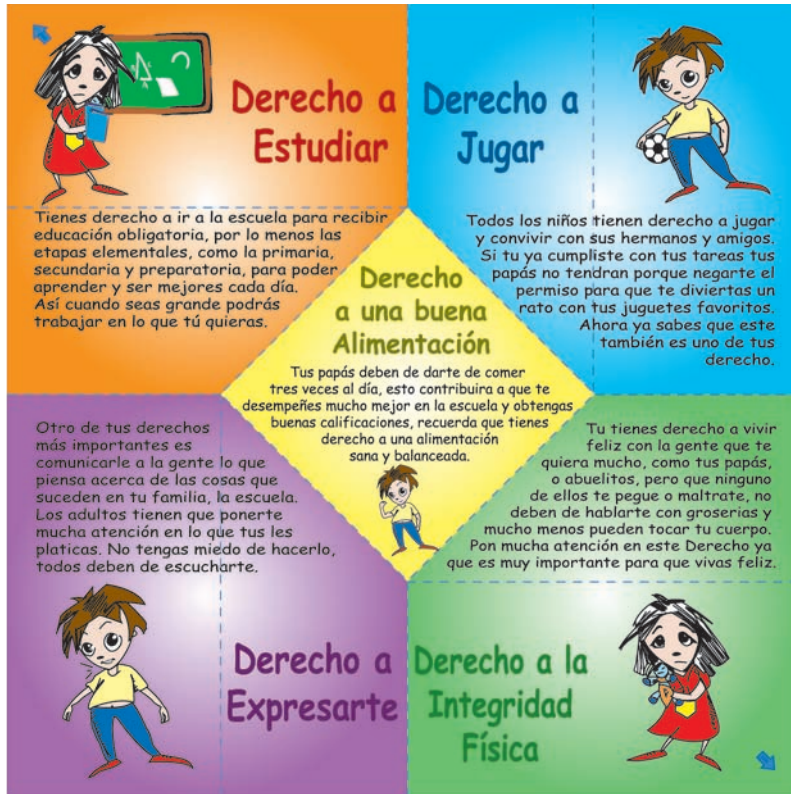 Derecho a
Estudiar
Tienes derecho a ir a la escuela para recibir
educación obligatoria, por lo menos las
etapas elementales, como la primaria,
secundaria y preparatoria, para poder
aprender y ser mejores cada día.
Así cuando seas grande podrás
trabajar en lo que tú quieras.
Derecho a
Jugar
Todos los niños tienen derecho a jugar
y convivir con sus hermanos y amigos.
Si tu ya cumpliste con tus tareas tus
papás no tendran porque negarte el
permiso para que te diviertas un
rato con tus juguetes favoritos.
Ahora ya sabes que este
también es uno de tus
derecho.
Derecho
a una buena
Alimentación
Tus papás deben de darte de comer
tres veces al día, esto contribuira a que te
desempeñes mucho mejor en la escuela y obtengas
buenas calificaciones, recuerda que tienes
derecho a una alimentación
sana y balanceada.
Otro de tus derechos
más importantes es
comunicarle a la gente lo que
piensa acerca de las cosas que
suceden en tu familia, la escuela.
Los adultos tienen que ponerte
mucha atención en lo que tus les
platicas. No tengas miedo de hacerlo,
todos deben de escucharte.
Derecho a
Expresarte
Tu tienes derecho a vivir
feliz con la gente que te
quiera mucho, como tus papás,
o abuelitos, pero que ninguno
de ellos te pegue o maltrate, no
deben de hablarte con groserias y
mucho menos pueden tocar tu cuerpo.
Pon mucha atención en este Derecho ya
que es muy importante para que vivas feliz.
Derecho a la
Integridad
Física